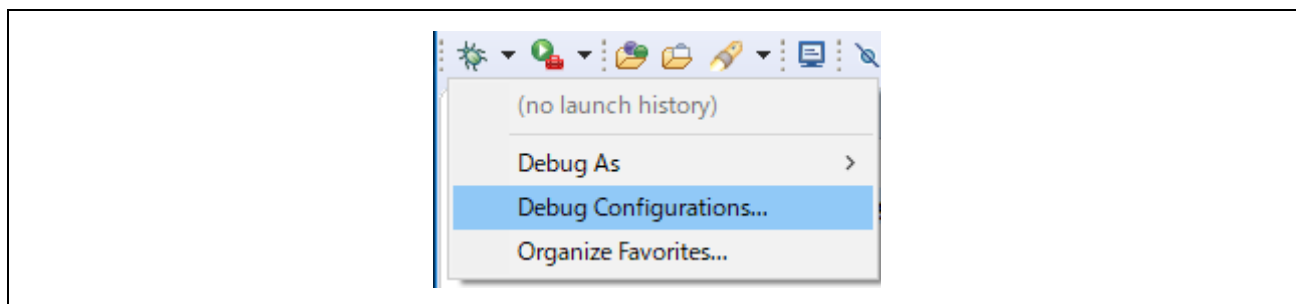 (no launch history)
Debug As
Debug Configurations...
Organize Favorites...